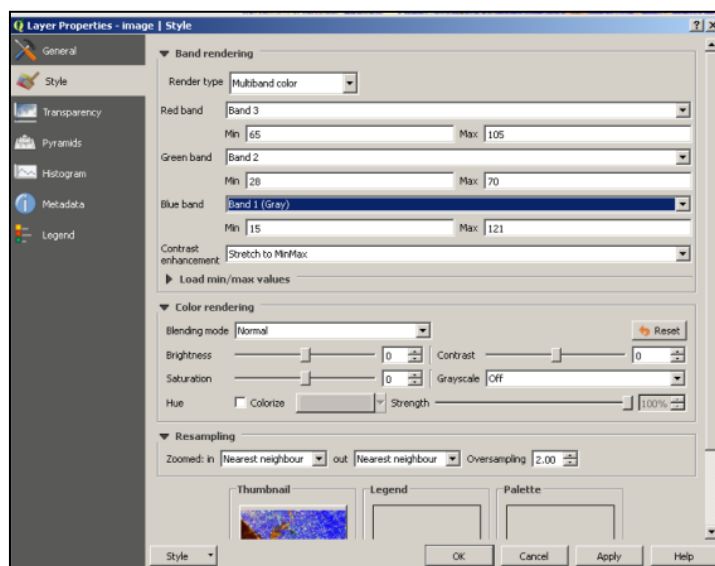 Layer Properties - image | Style
General
Style
Transparency
Pyramids
Histogram
Metadata
Legend
Band rendering
Render type Multiband color
Red band Band 3
Min 65 Max 105
Green band Band 2
Min 28 Max 70
Blue band Band 1 (Gray)
Min 15 Max 121
Contrast
enhancement Stretch to MinMax
Load min/max values
Color rendering
Blending mode Normal Reset
Brightness 0 Contrast 0
Saturation 0 Grayscale Off
Hue Colorize Strength 100%
Resampling
Zoomed: in Nearest neighbour out Nearest neighbour Oversampling 2.00
Thumbnail Legend Palette
Style OK Cancel Apply Help